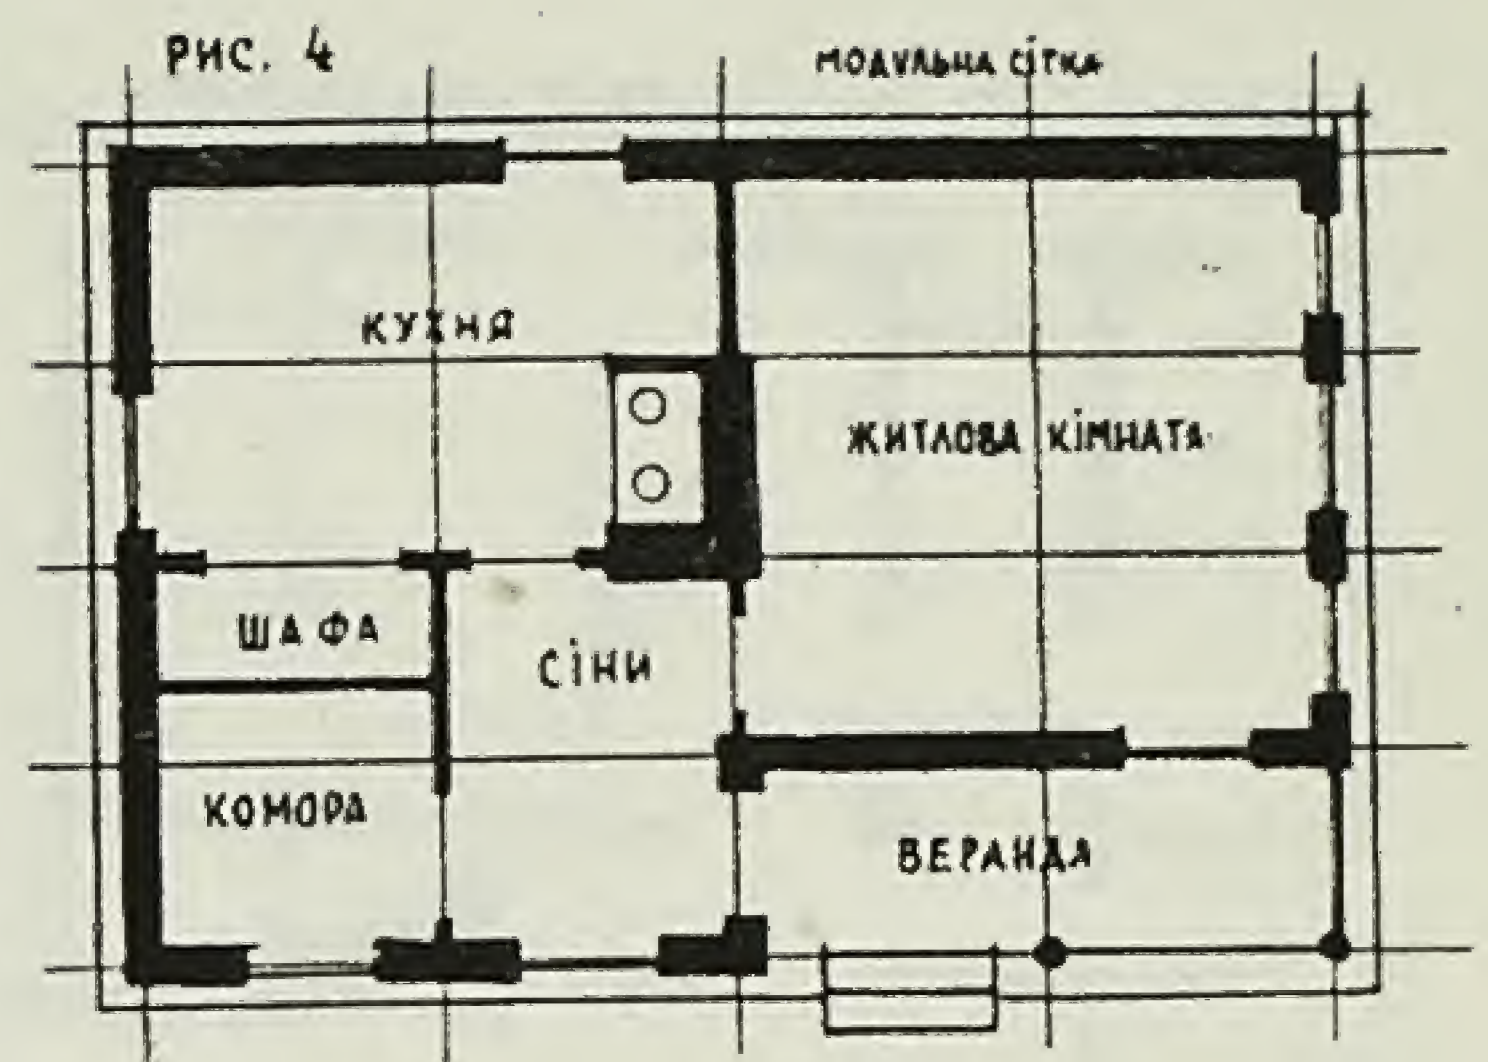 РИС. 4
МОДУЛЬНА СІТКА
КУХНЯ
ЖИТЛОВА КІМНАТА
ШАФА
СІНИ
КОМОРА
ВЕРАНДА